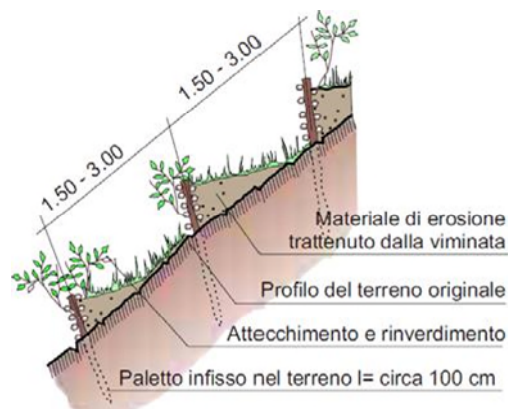 1.50 - 3.00
1.50 - 3.00
Materiale di erosione
trattenuto dalla viminata
Profilo del terreno originale
Attecchimento e rinverdimento
Paletto infisso nel terreno l= circa 100 cm